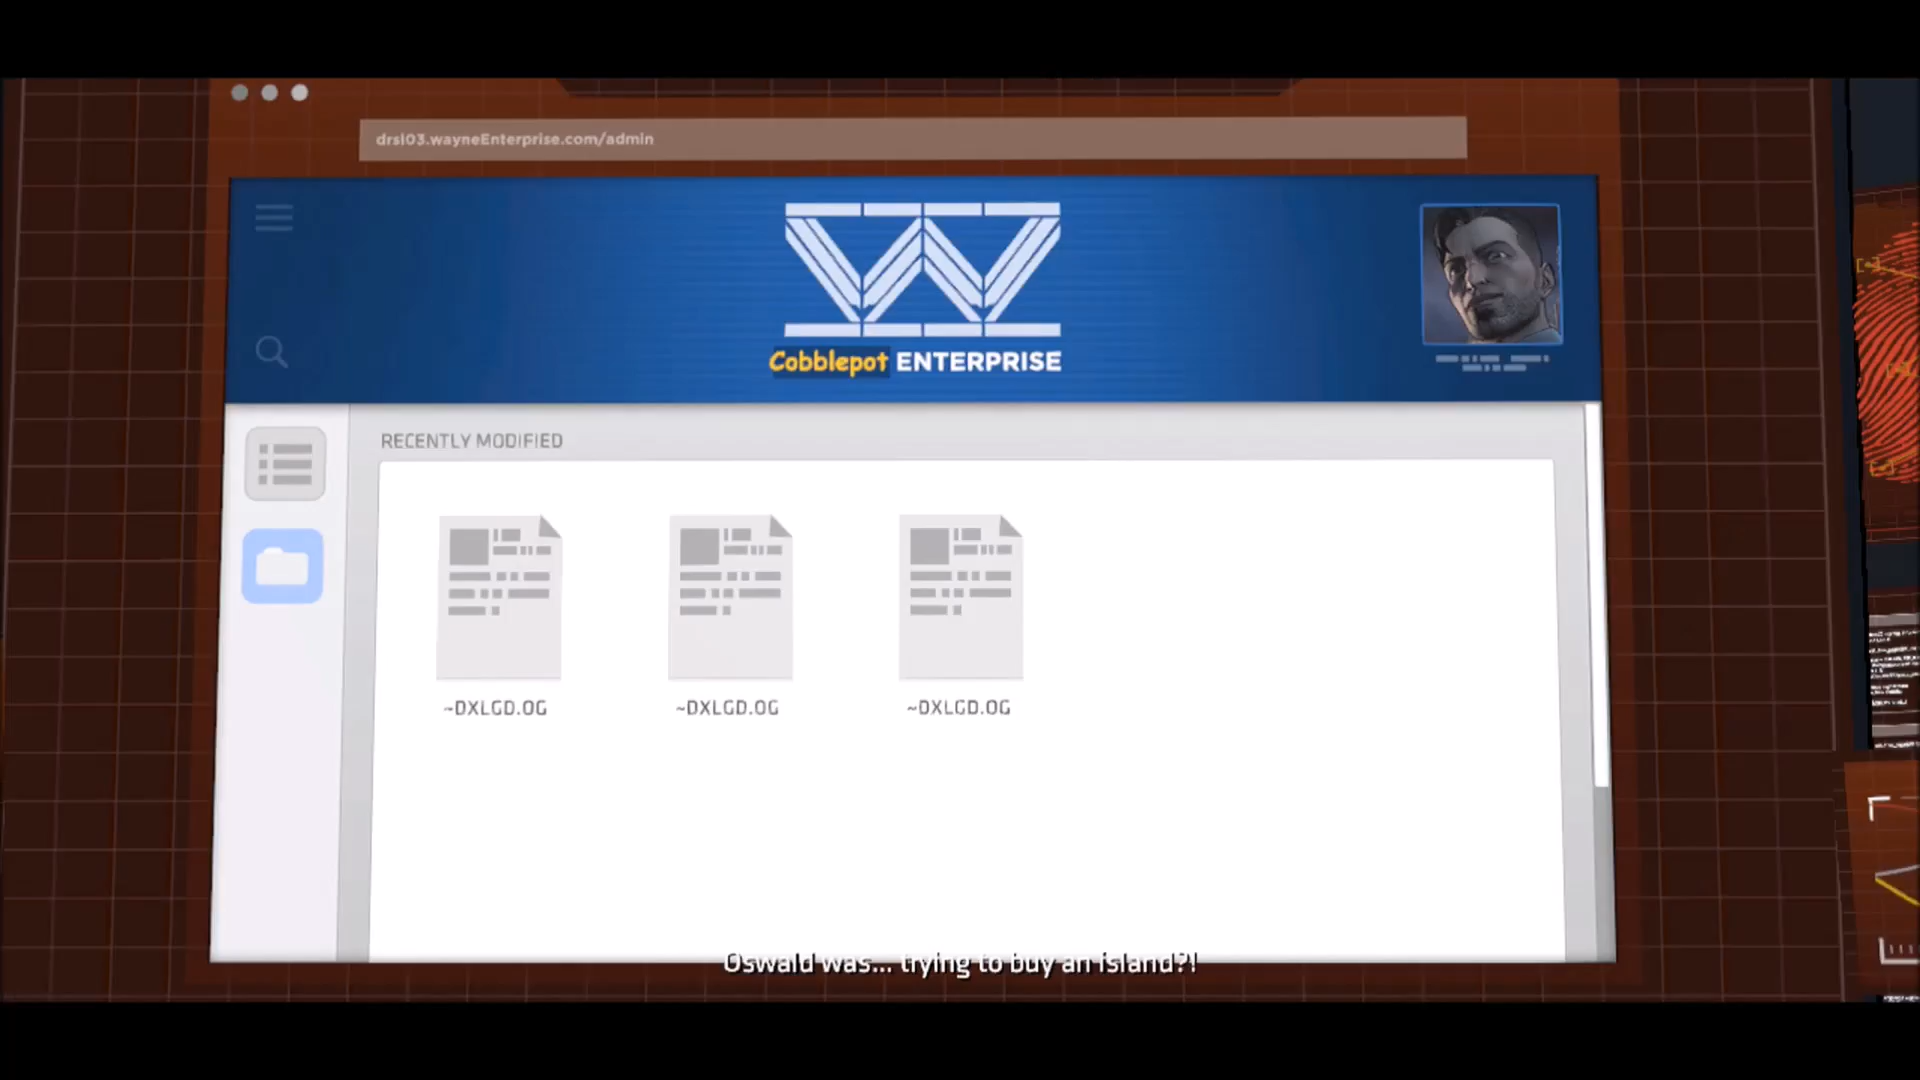 drsl03.wayneEnterprise.com/admin
Cobblepot ENTERPRISE
RECENTLY MODIFIED
~DXLGD.OG
~DXLGD.OG
~DXLGD.OG
Oswald was... trying to buy an island?!